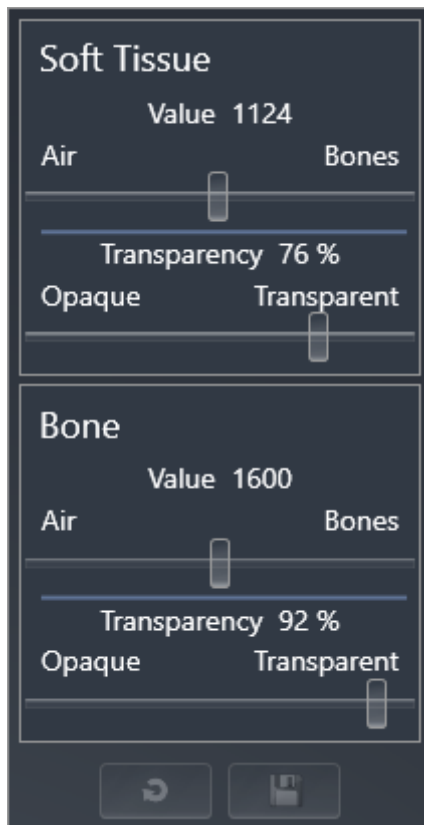 Soft Tissue
Value 1124
Air Bones
Transparency 76 %
Opaque Transparent
Bone
Value 1600
Air Bones
Transparency 92 %
Opaque Transparent